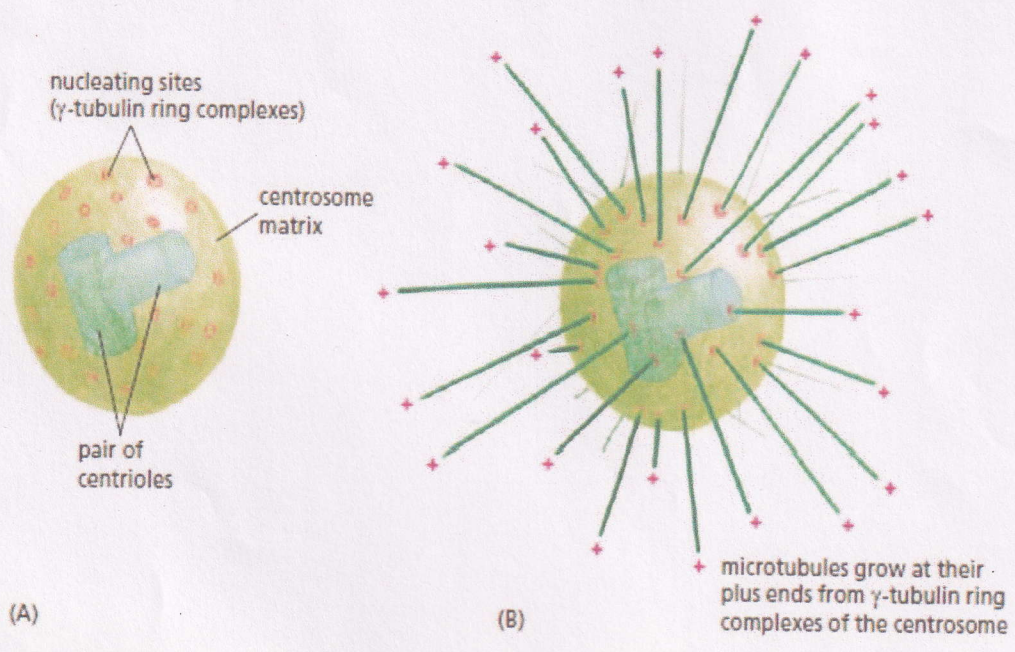 nucleating sites
(γ-tubulin ring complexes)
centrosome
matrix
pair of
centrioles
(A)
+ + + + + + + + + + + + + + + + + + + + + + + + +
microtubules grow at their
plus ends from γ-tubulin ring
complexes of the centrosome
(B)